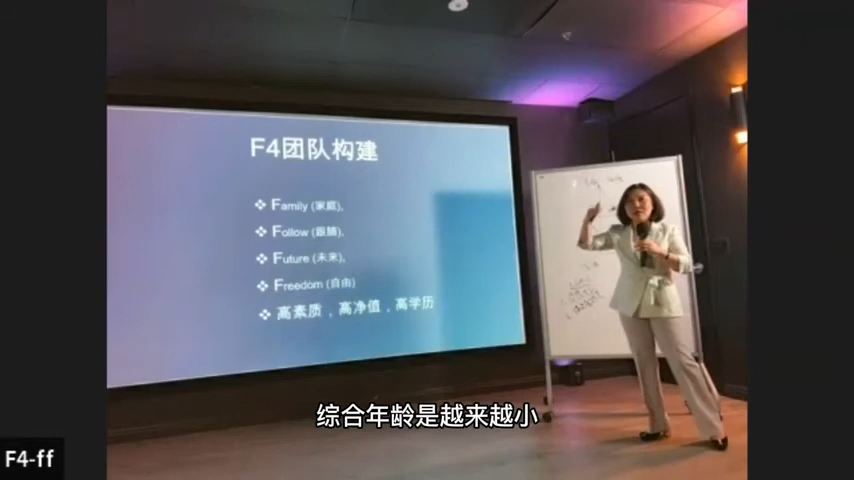 F4团队构建
❖ Family (家庭),
❖ Follow (跟随),
❖ Future (未来),
❖ Freedom (自由)
❖ 高素质，高净值，高学历
综合年龄是越来越小
F4-ff